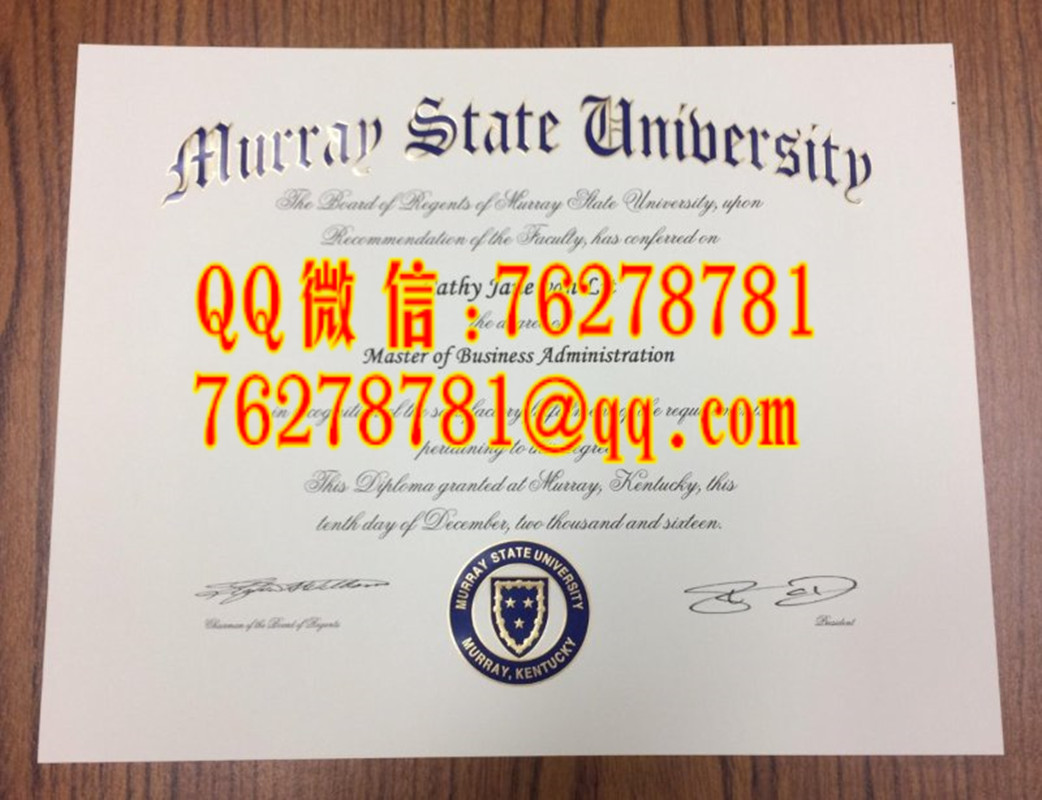 Murray State University
The Board of Regents of Murray State University, upon
Recommendation of the Faculty, has conferred on
QQ微信:76278781
Master of Business Administration
76278781@qq.com
pertaining to
This Diploma granted at Murray, Kentucky, this
tenth day of December, two thousand and sixteen.
MURRAY STATE UNIVERSITY
MURRAY, KENTUCKY
Chairman of the Board of Regents
President